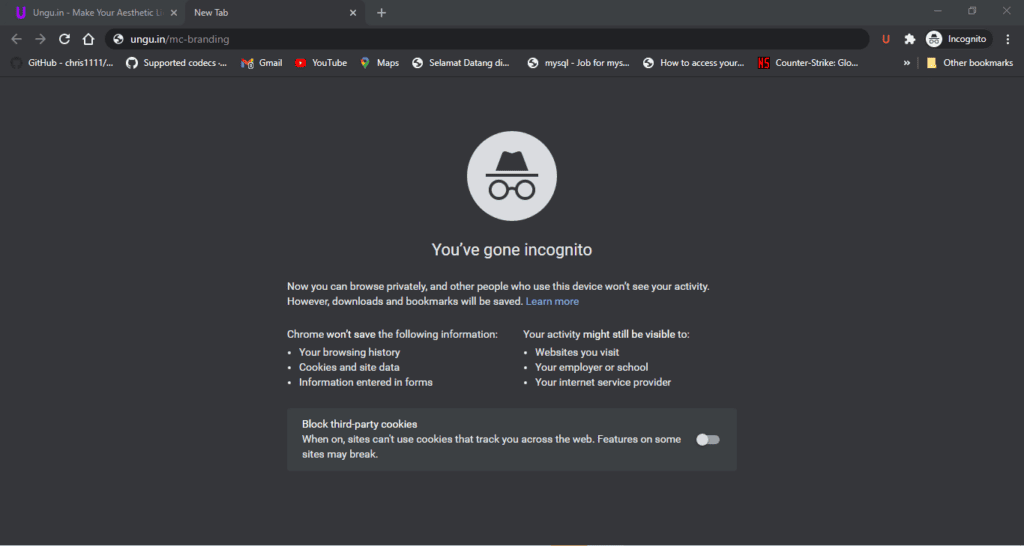 Ungu.in - Make Your Aesthetic Li
New Tab
ungu.in/mc-branding
U
Incognito
GitHub - chris1111/...
Supported codecs -...
Gmail
YouTube
Maps
Selamat Datang di...
mysql - Job for mys...
How to access your...
Counter-Strike: Glo...
»
Other bookmarks
You've gone incognito
Now you can browse privately, and other people who use this device won't see your activity.
However, downloads and bookmarks will be saved. Learn more
Chrome won't save the following information:
• Your browsing history
• Cookies and site data
• Information entered in forms
Your activity might still be visible to:
• Websites you visit
• Your employer or school
• Your internet service provider
Block third-party cookies
When on, sites can't use cookies that track you across the web. Features on some
sites may break.